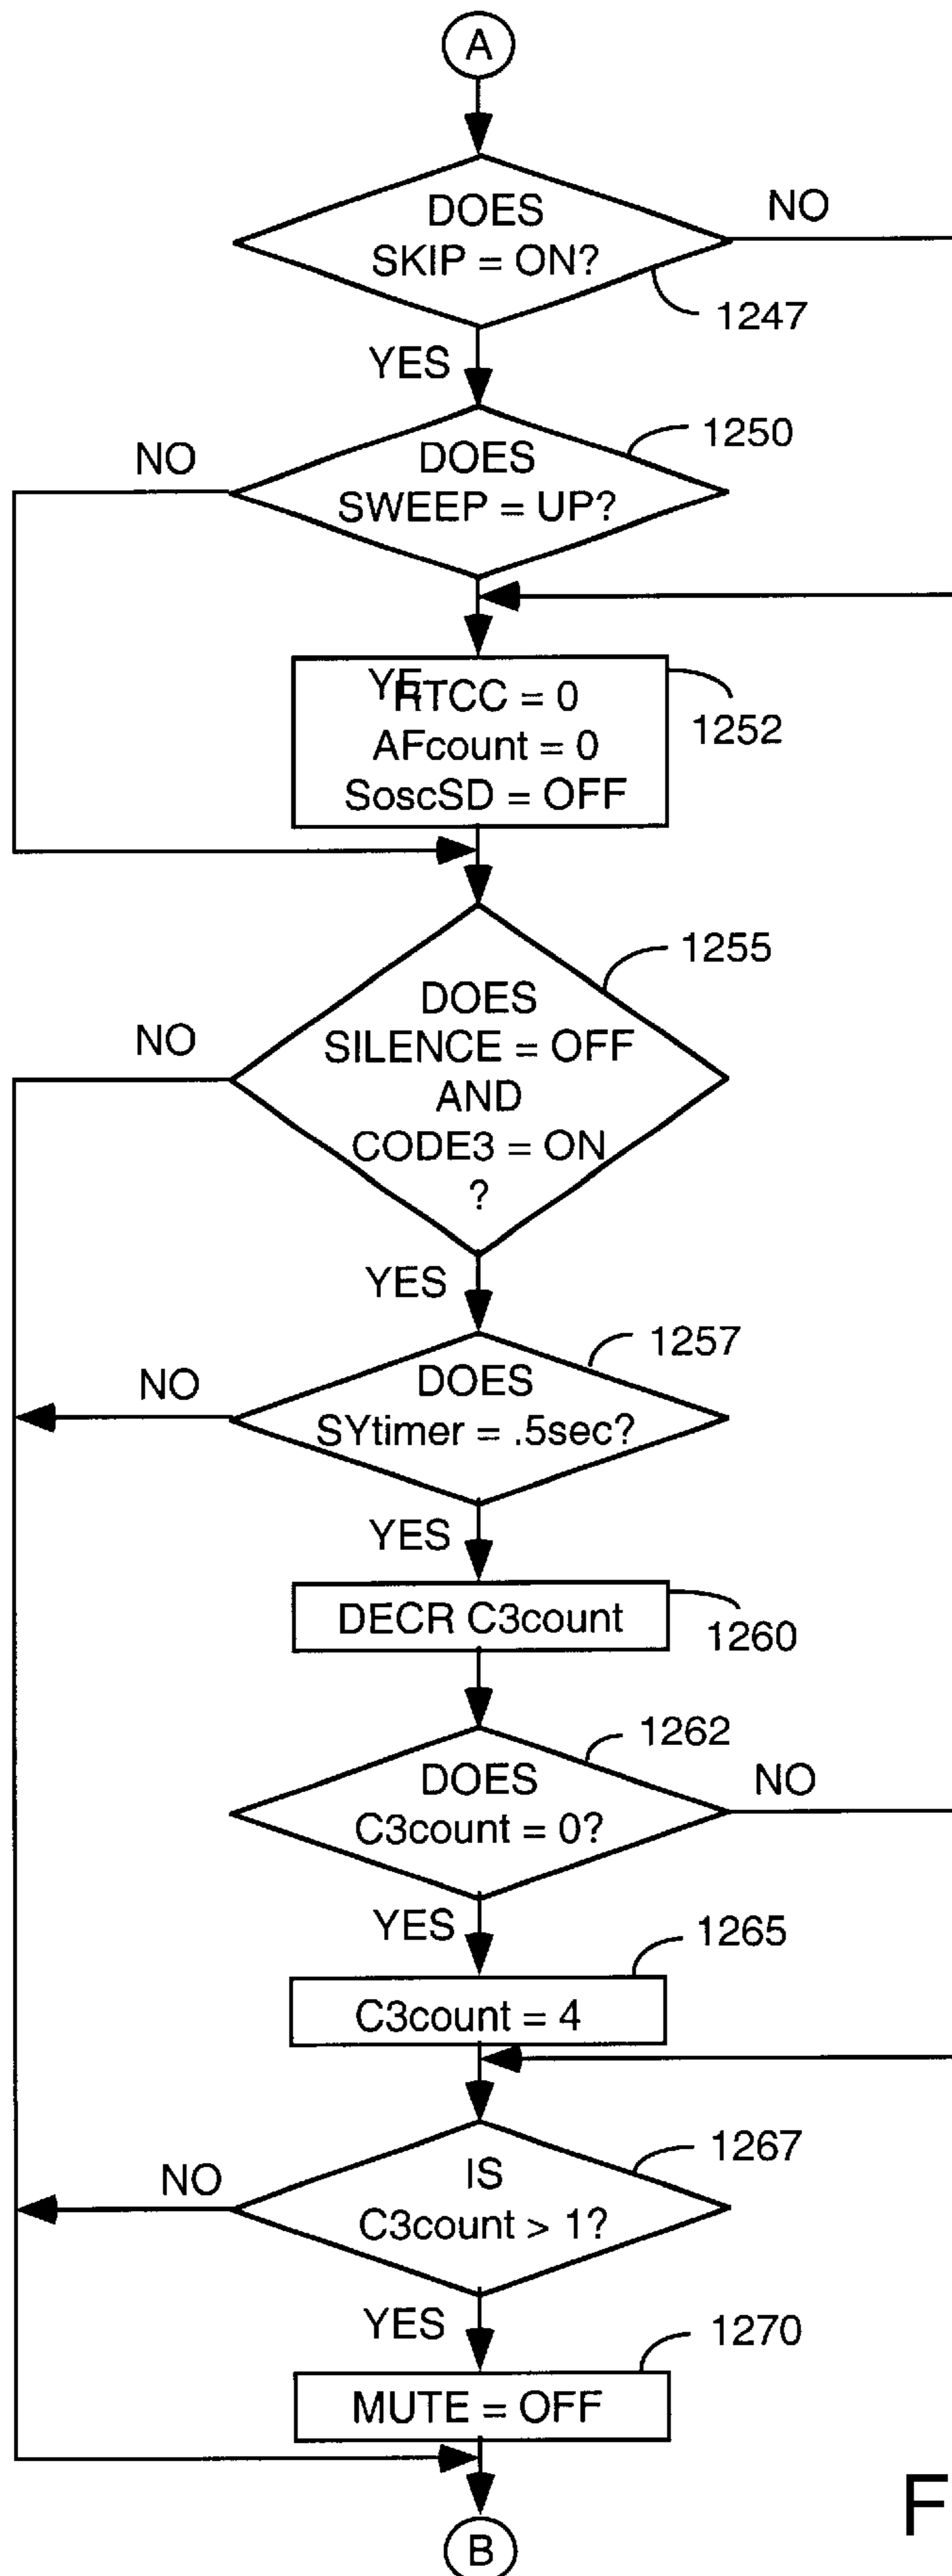 A
DOES
SKIP = ON?
NO
1247
YES
1250
NO
DOES
SWEEP = UP?
YE
RTCC = 0
AFcount = 0
SoscSD = OFF
1252
1255
DOES
SILENCE = OFF
AND
CODE3 = ON
?
NO
YES
1257
DOES
SYtimer = .5sec?
NO
YES
DECR C3count
1260
1262
DOES
C3count = 0?
NO
YES
1265
C3count = 4
1267
IS
C3count > 1?
NO
YES
1270
MUTE = OFF
B
F